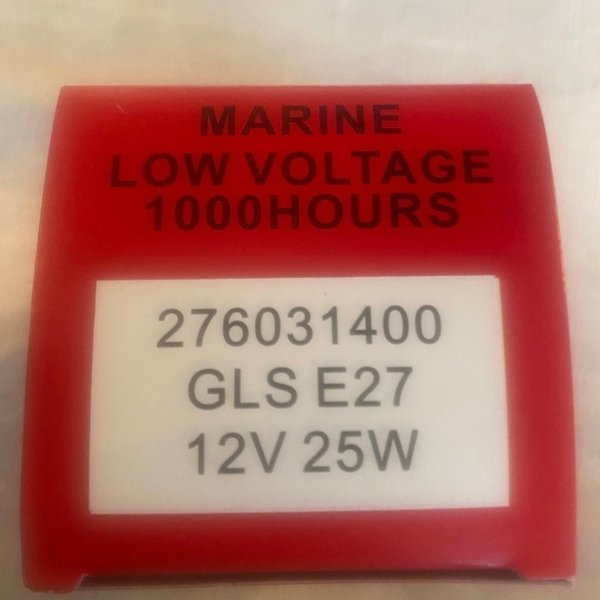 MARINE
LOW VOLTAGE
1000HOURS
276031400
GLS E27
12V 25W